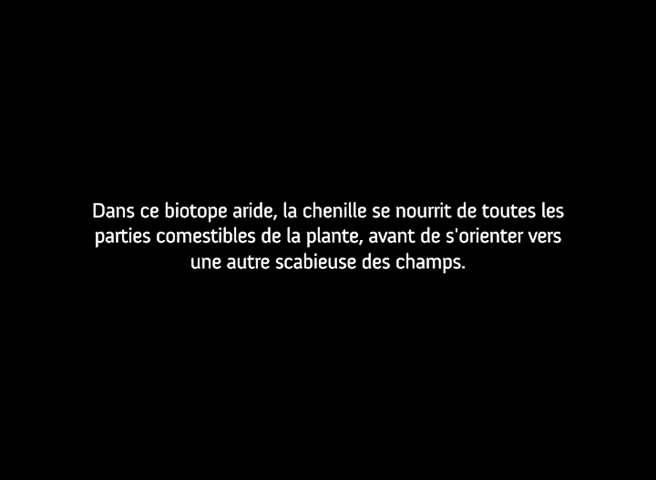 Dans ce biotope aride, la chenille se nourrit de toutes les
parties comestibles de la plante, avant de s'orienter vers
une autre scabieuse des champs.